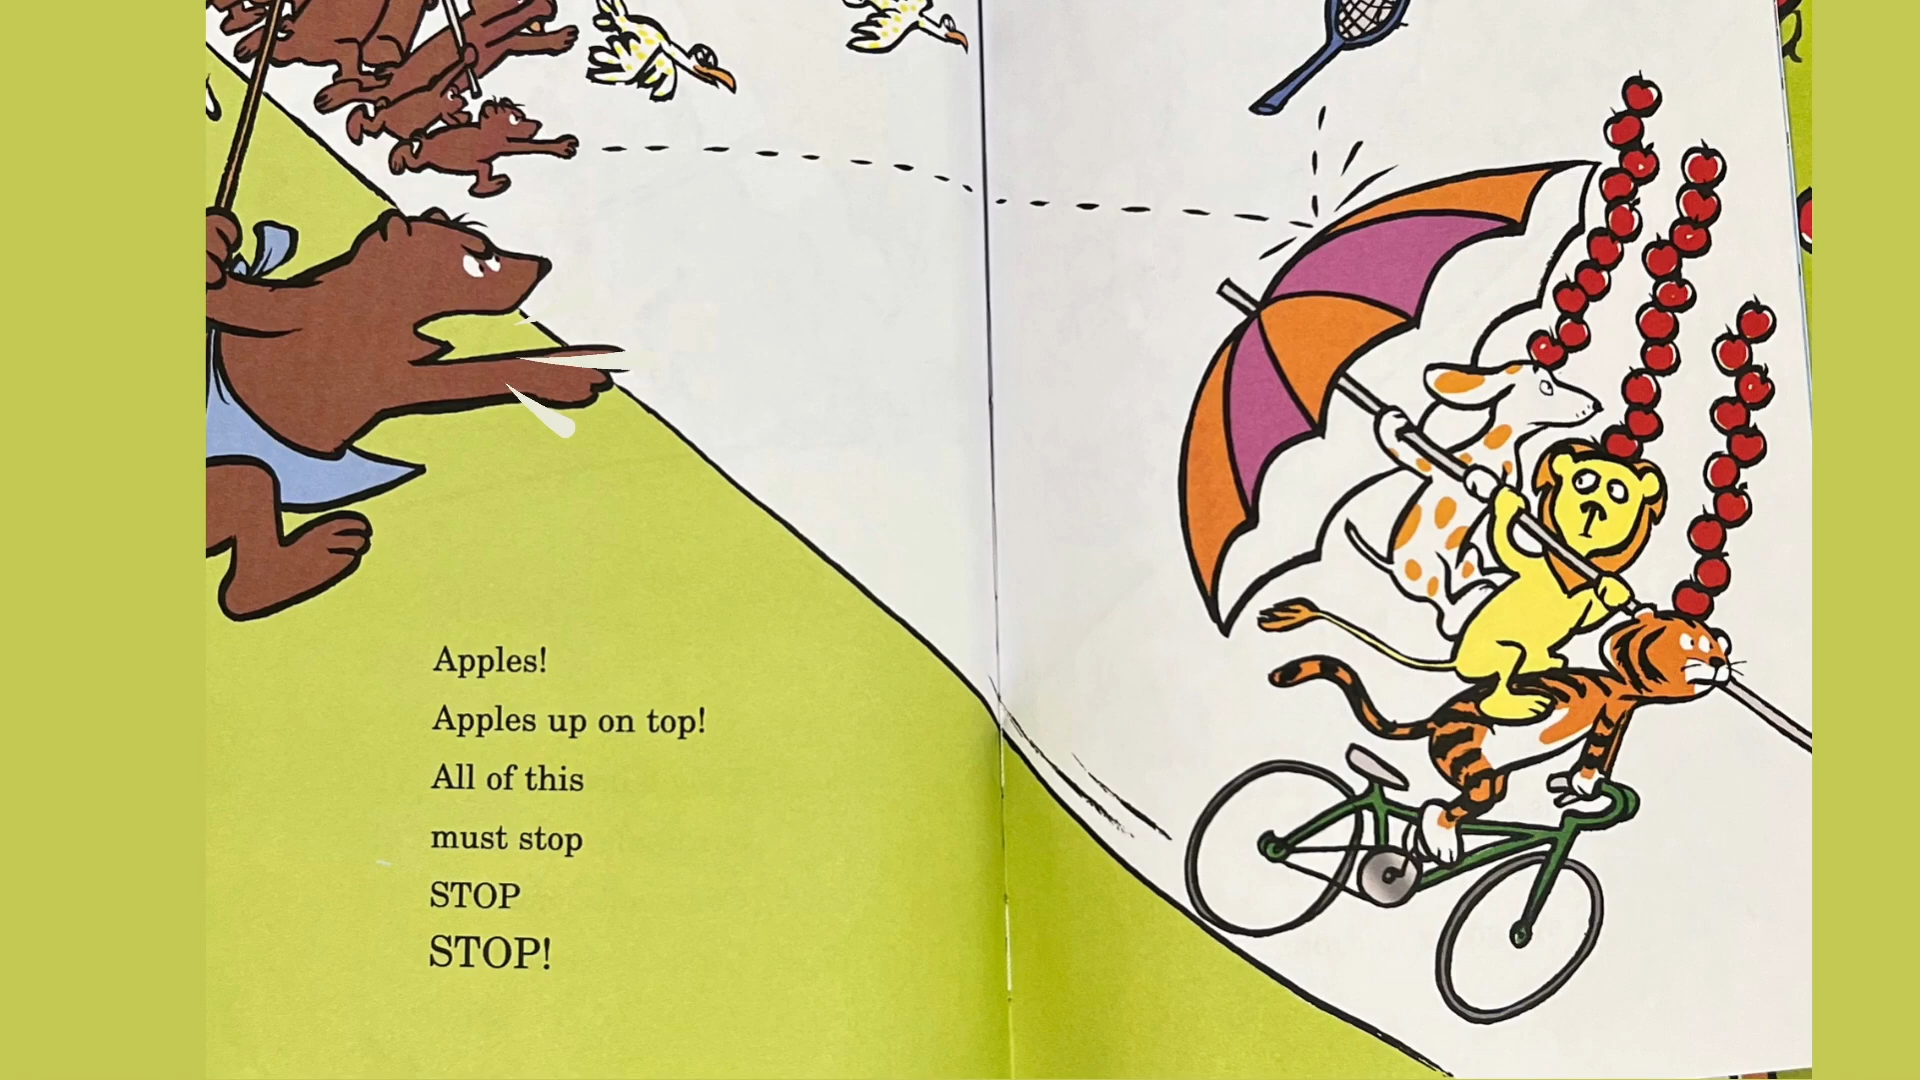 Apples!
Apples up on top!
All of this
must stop
STOP
STOP!